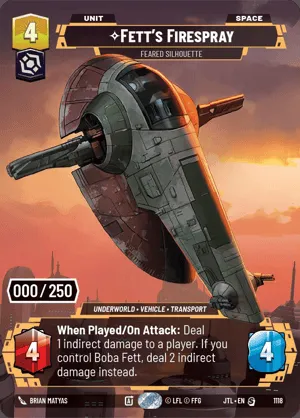 UNIT
SPACE
4
✧FETT'S FIRESPRAY
FEARED SILHOUETTE
000/250
UNDERWORLD • VEHICLE • TRANSPORT
4
When Played/On Attack: Deal
1 indirect damage to a player. If you
control Boba Fett, deal 2 indirect
damage instead.
4
BRIAN MATYAS
© LFL © FFG
JTL • EN
1118